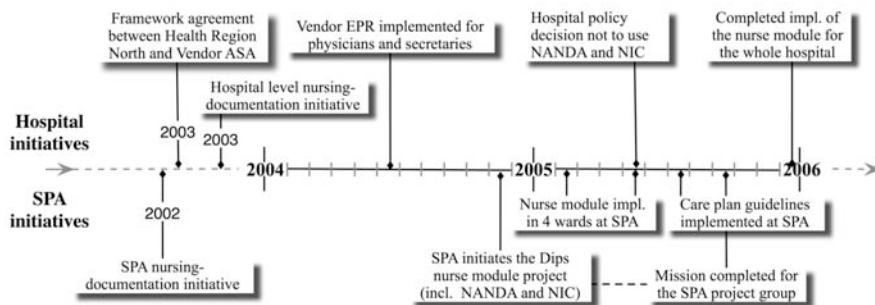 Framework agreement
between Health Region
North and Vendor ASA
Vendor EPR implemented for
physicians and secretaries
Hospital policy
decision not to use
NANDA and NIC
Completed impl. of
the nurse module for
the whole hospital
Hospital level nursing-
documentation initiative
Hospital
initiatives
2003
2003
2004
2005
2006
SPA
initiatives
2002
Nurse module impl.
in 4 wards at SPA
Care plan guidelines
implemented at SPA
SPA nursing-
documentation initiative
SPA initiates the Dips
nurse module project
(incl. NANDA and NIC)
Mission completed for
the SPA project group